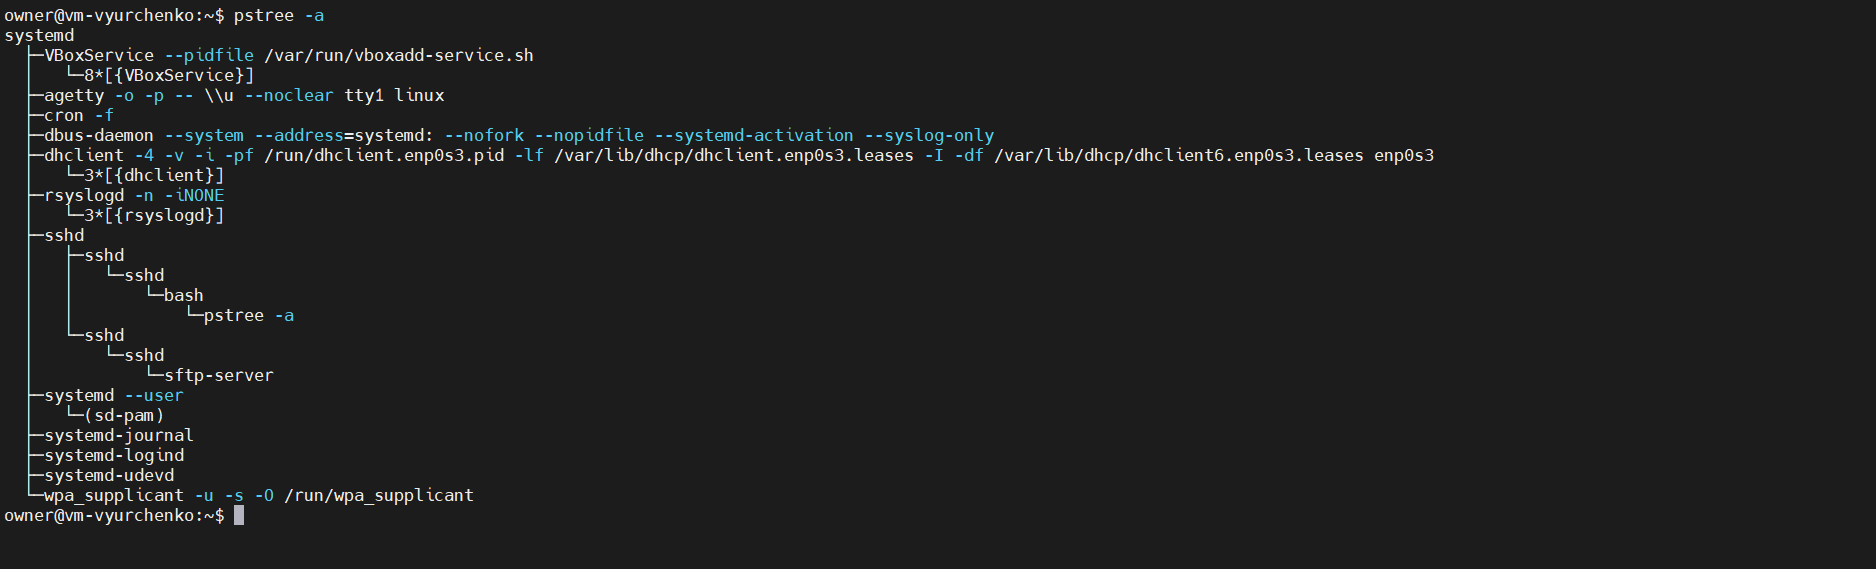 owner@vm-vyurchenko:~$ pstree -a
systemd
  ├─VBoxService --pidfile /var/run/vboxadd-service.sh
  │   └─8*[{VBoxService}]
  ├─agetty -o -p -- \\u --noclear tty1 linux
  ├─cron -f
  ├─dbus-daemon --system --address=systemd: --nofork --nopidfile --systemd-activation --syslog-only
  ├─dhclient -4 -v -i -pf /run/dhclient.enp0s3.pid -lf /var/lib/dhcp/dhclient.enp0s3.leases -I -df /var/lib/dhcp/dhclient6.enp0s3.leases enp0s3
  │   └─3*[{dhclient}]
  ├─rsyslogd -n -iNONE
  │   └─3*[{rsyslogd}]
  ├─sshd
  │   ├─sshd
  │   │   └─sshd
  │   │       └─bash
  │   │           └─pstree -a
  │   └─sshd
  │       └─sshd
  │           └─sftp-server
  ├─systemd --user
  │   └─(sd-pam)
  ├─systemd-journal
  ├─systemd-logind
  ├─systemd-udevd
  └─wpa_supplicant -u -s -O /run/wpa_supplicant
owner@vm-vyurchenko:~$